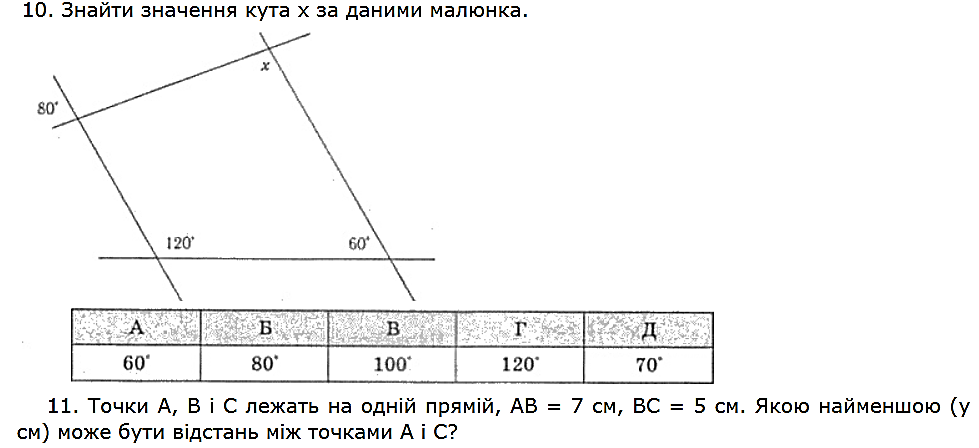 10. Знайти значення кута х за даними малюнка.
x
80°
120°
60°
А Б В Г Д
60° 80° 100° 120° 70°
11. Точки А, В і С лежать на одній прямій, АВ = 7 см, ВС = 5 см. Якою найменшою (у
см) може бути відстань між точками А і С?